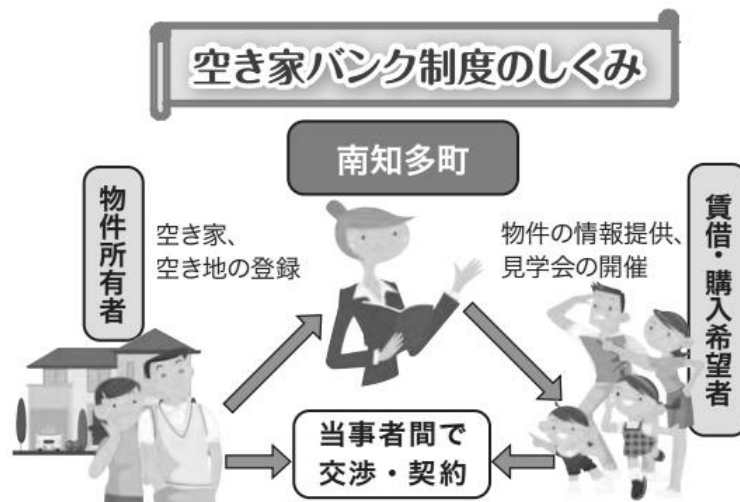 空き家バンク制度のしくみ
南知多町
物件所有者
空き家、
空き地の登録
物件の情報提供、
見学会の開催
賃借・購入希望者
当事者間で
交渉・契約